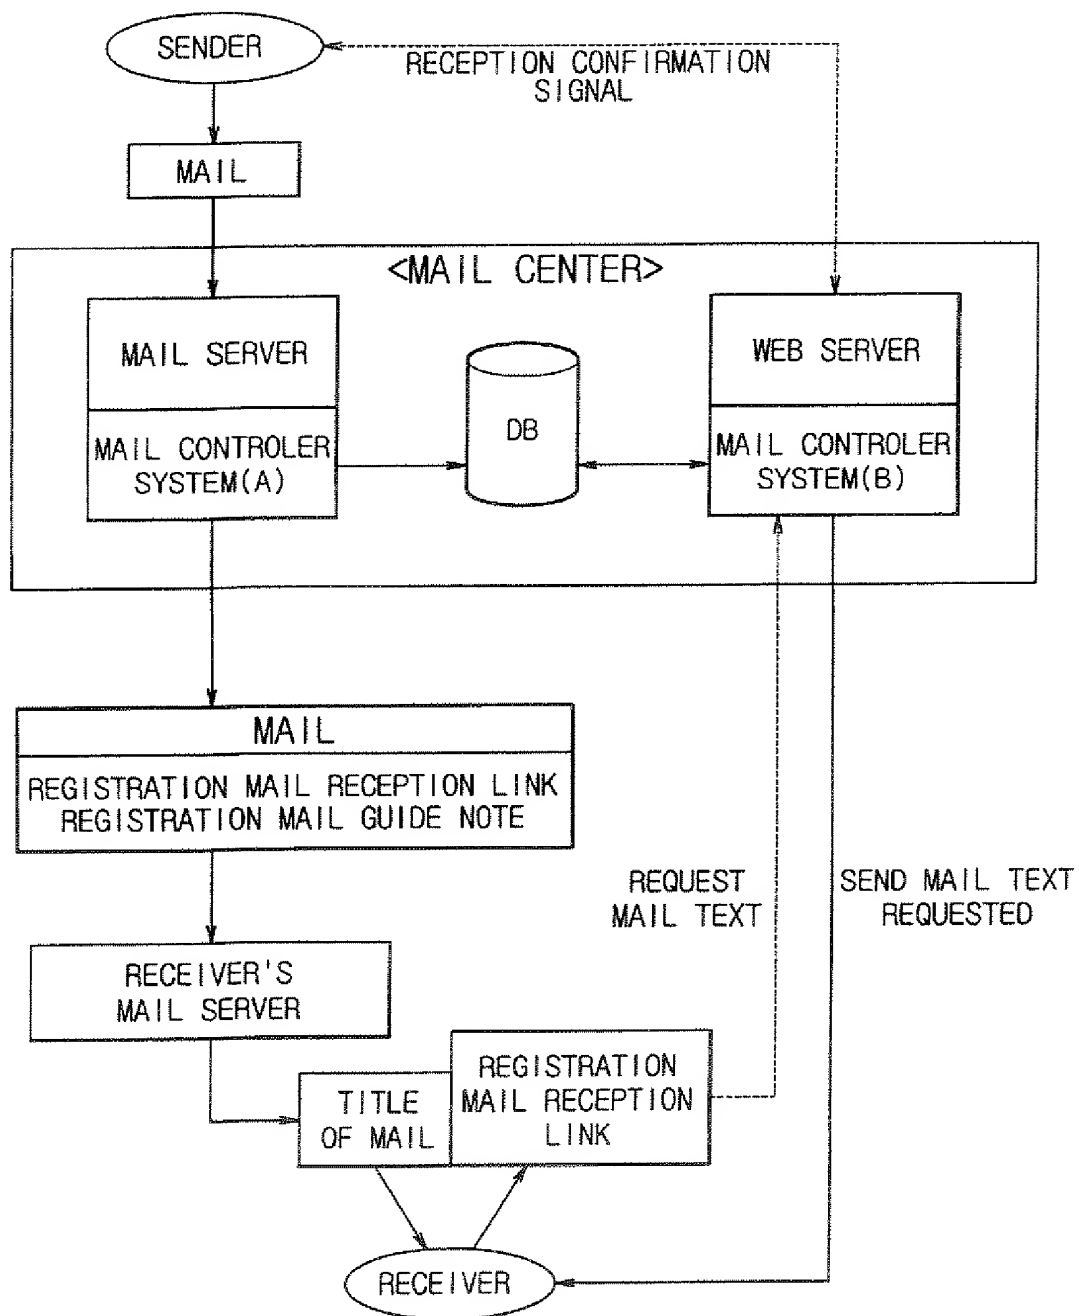 SENDER
RECEPTION CONFIRMATION
SIGNAL
MAIL
<MAIL CENTER>
MAIL SERVER
MAIL CONTROLER
SYSTEM(A)
DB
WEB SERVER
MAIL CONTROLER
SYSTEM(B)
MAIL
REGISTRATION MAIL RECEPTION LINK
REGISTRATION MAIL GUIDE NOTE
REQUEST
MAIL TEXT
SEND MAIL TEXT
REQUESTED
RECEIVER'S
MAIL SERVER
TITLE
OF MAIL
REGISTRATION
MAIL RECEPTION
LINK
RECEIVER